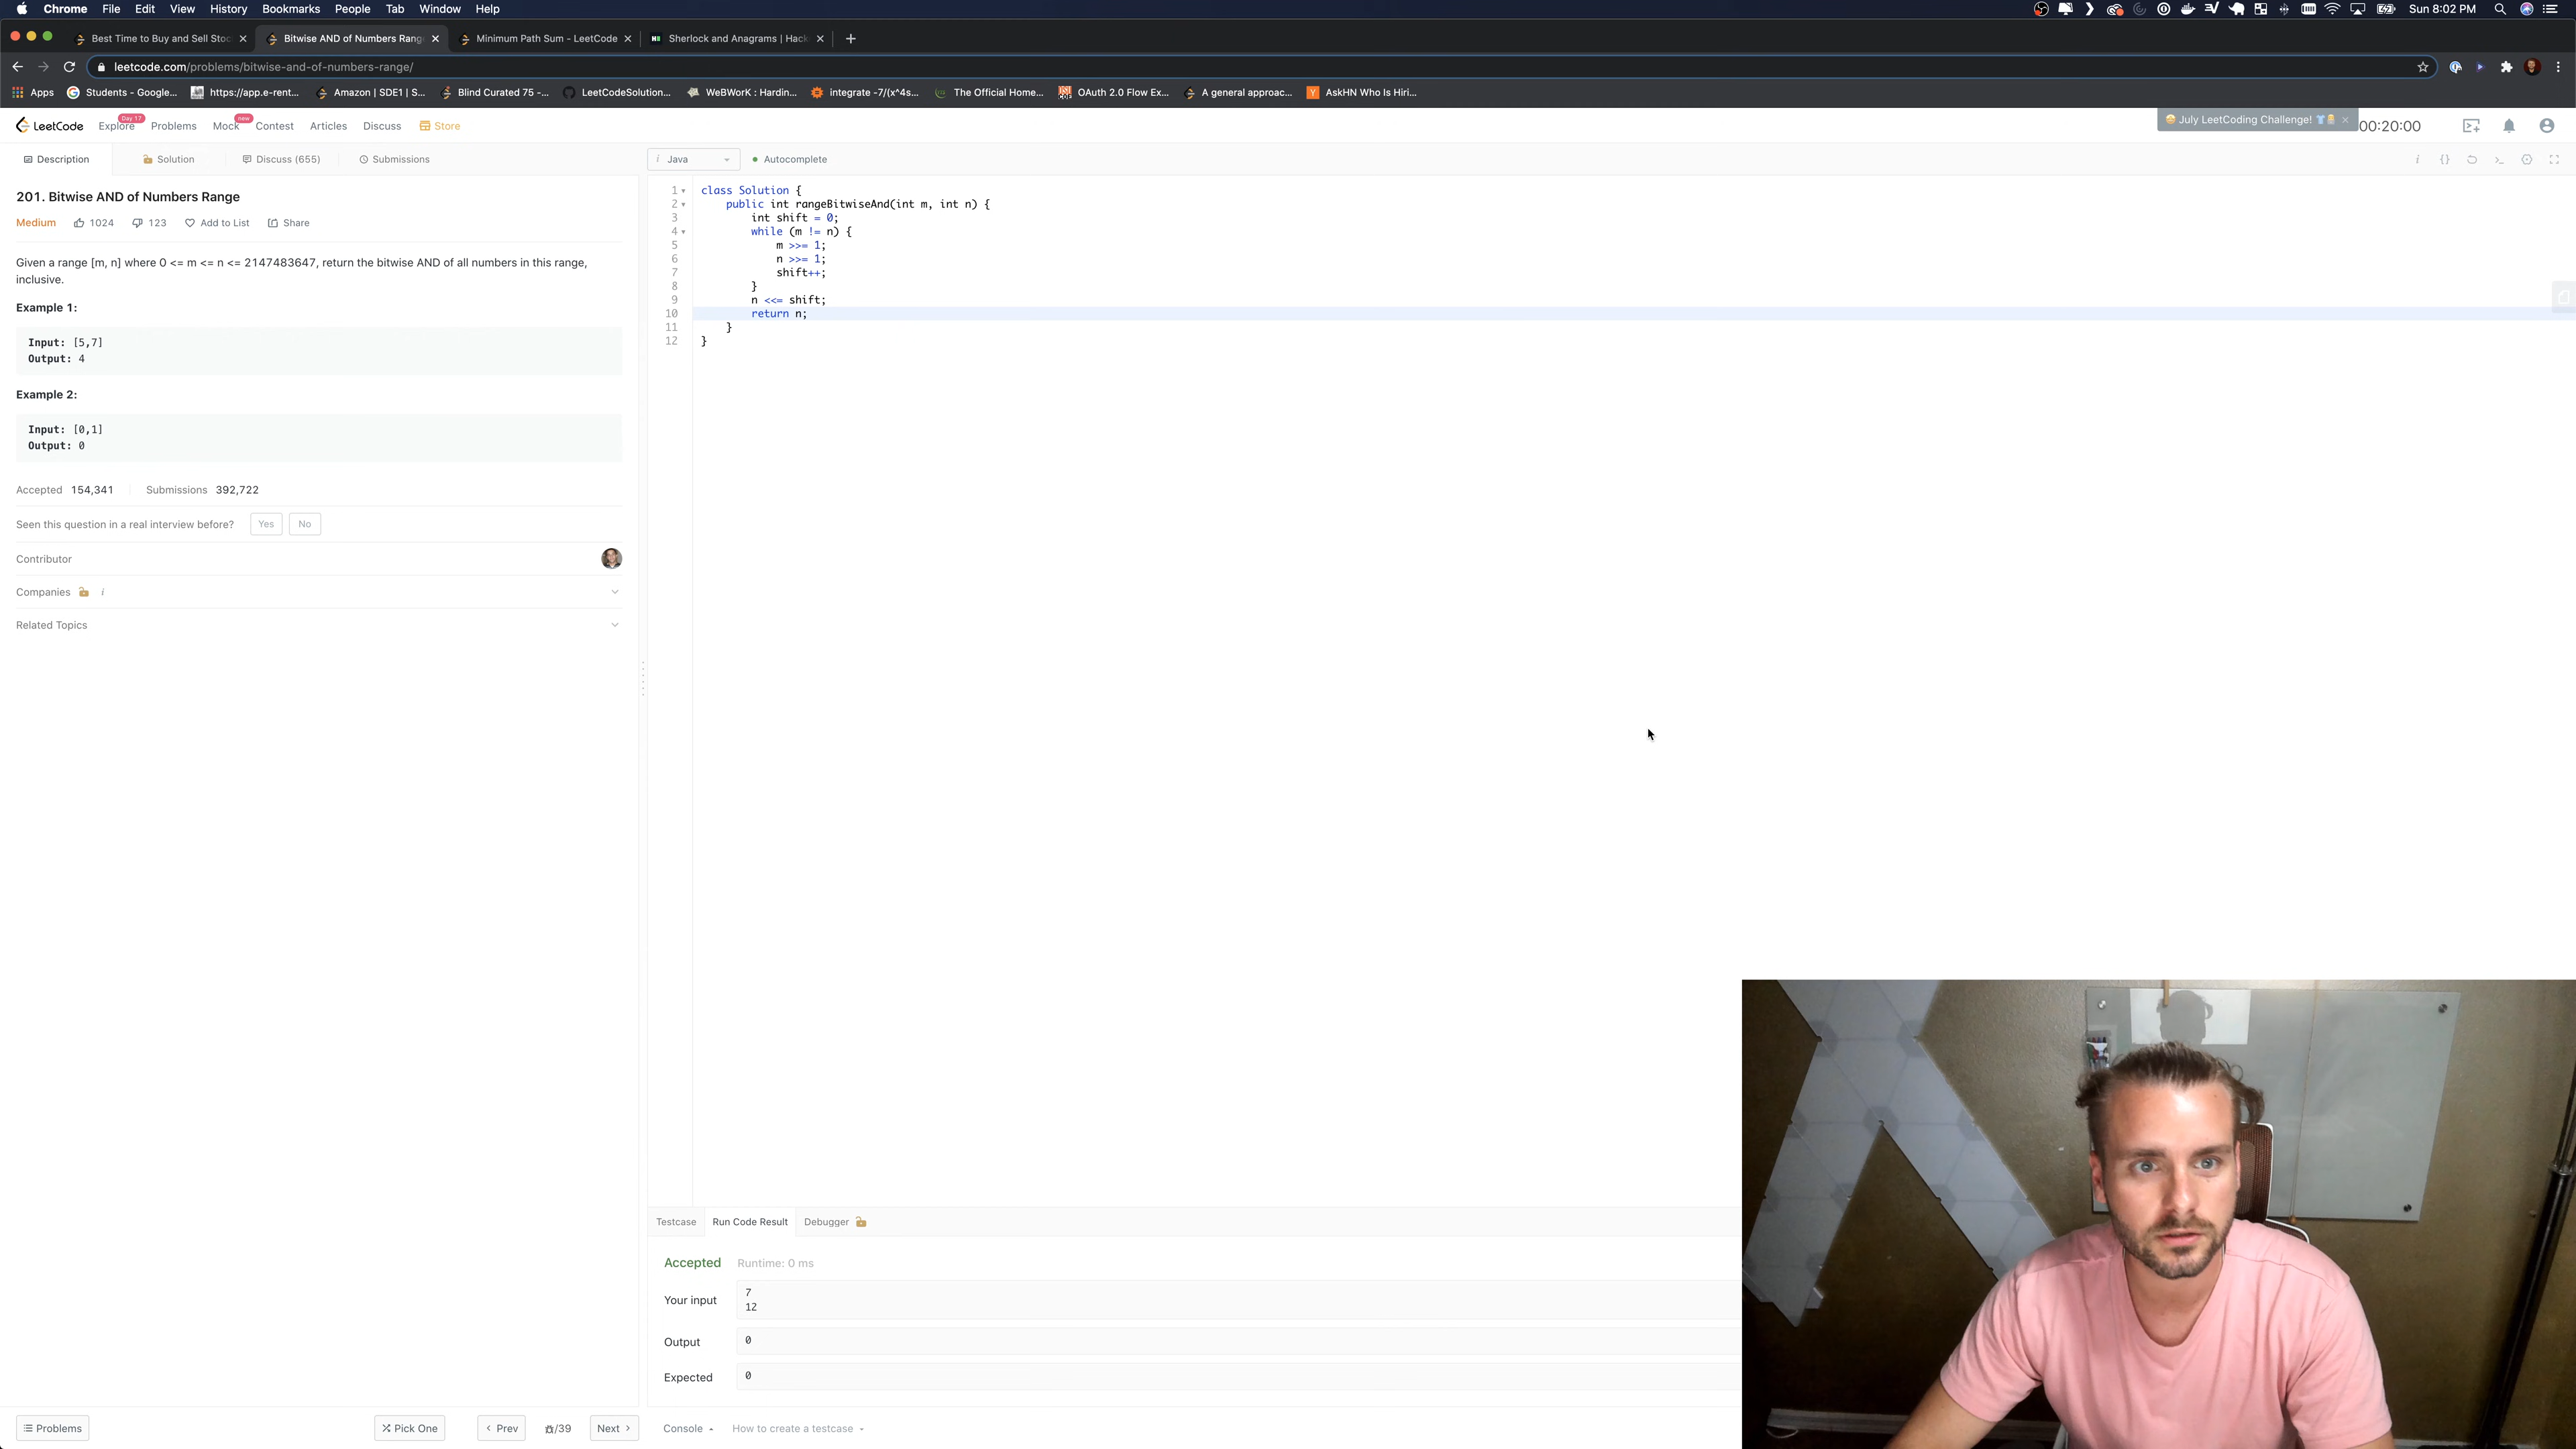 Chrome File Edit View History Bookmarks People Tab Window Help
Sun 8:02 PM
Best Time to Buy and Sell Stoc
Bitwise AND of Numbers Rang
Minimum Path Sum - LeetCode
Sherlock and Anagrams | Hack
leetcode.com/problems/bitwise-and-of-numbers-range/
Apps
Students - Google...
https://app.e-rent...
Amazon | SDE1 | S...
Blind Curated 75 -...
LeetCodeSolution...
WeBWorK : Hardin...
integrate -7/(x^4s...
The Official Home...
OAuth 2.0 Flow Ex...
A general approac...
AskHN Who Is Hiri...
LeetCode
Explore
Day 17
Problems
Mock
new
Contest
Articles
Discuss
Store
July LeetCoding Challenge!
00:20:00
Description
Solution
Discuss (655)
Submissions
i Java
Autocomplete
201. Bitwise AND of Numbers Range
Medium 1024 123 Add to List Share
Given a range [m, n] where 0 <= m <= n <= 2147483647, return the bitwise AND of all numbers in this range,
inclusive.
Example 1:
Input: [5,7]
Output: 4
Example 2:
Input: [0,1]
Output: 0
Accepted 154,341 Submissions 392,722
Seen this question in a real interview before? Yes No
Contributor
Companies i
Related Topics
1 class Solution {
2 public int rangeBitwiseAnd(int m, int n) {
3 int shift = 0;
4 while (m != n) {
5 m >>= 1;
6 n >>= 1;
7 shift++;
8 }
9 n <<= shift;
10 return n;
11 }
12 }
Testcase Run Code Result Debugger
Accepted Runtime: 0 ms
Your input
7
12
Output
0
Expected
0
Problems
Pick One
Prev
/39
Next
Console
How to create a testcase